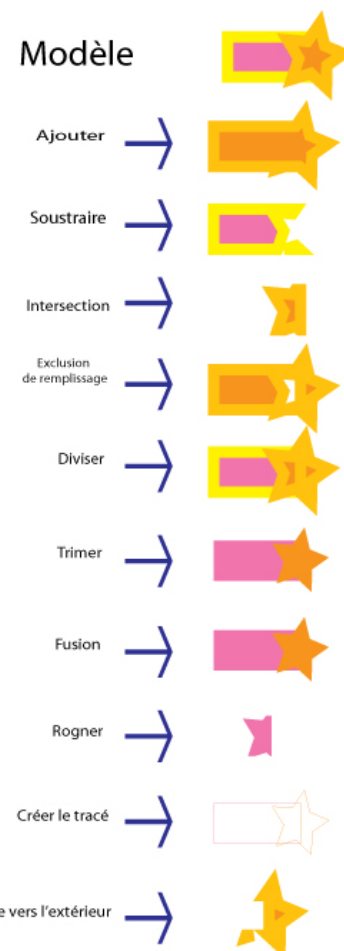 Modèle
Ajouter
Soustraire
Intersection
Exclusion
de remplissage
Diviser
Trimer
Fusion
Rogner
Créer le tracé
e vers l'extérieur